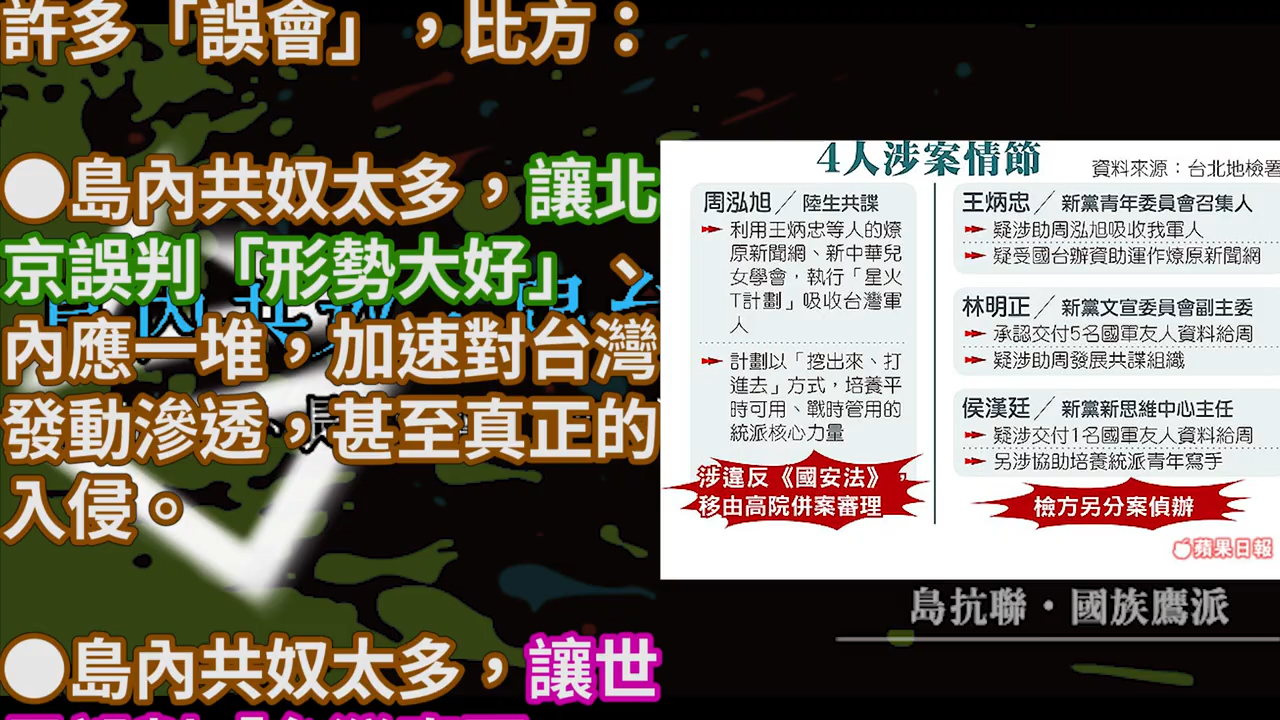 許多「誤會」，比方：
●島內共奴太多，讓北
京誤判「形勢大好」、
內應一堆，加速對台灣
發動滲透，甚至真正的
入侵。
●島內共奴太多，讓世
4人涉案情節
資料來源：台北地檢署
周泓旭／陸生共諜
利用王炳忠等人的燎
原新聞網、新中華兒
女學會，執行「星火
T計劃」吸收台灣軍
人
計劃以「挖出來、打
進去」方式，培養平
時可用、戰時管用的
統派核心力量
涉違反《國安法》，
移由高院併案審理
王炳忠／新黨青年委員會召集人
疑涉助周泓旭吸收我軍人
疑受國台辦資助運作燎原新聞網
林明正／新黨文宣委員會副主委
承認交付5名國軍友人資料給周
疑涉助周發展共諜組織
侯漢廷／新黨新思維中心主任
疑涉交付1名國軍友人資料給周
另涉協助培養統派青年寫手
檢方另分案偵辦
蘋果日報
島抗聯·國族鷹派